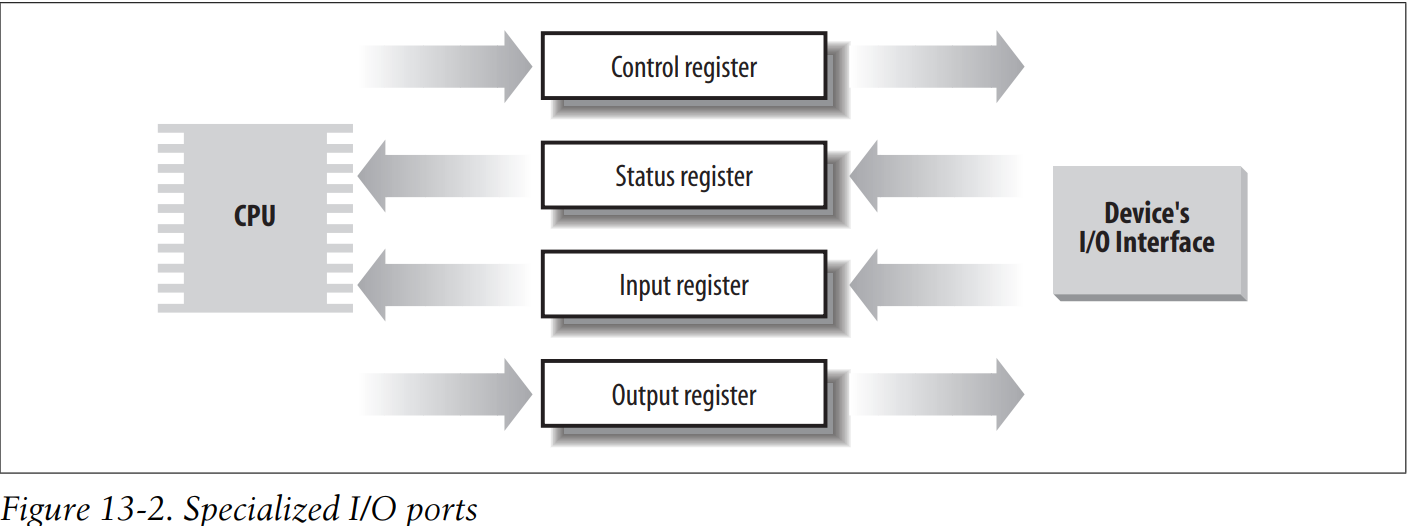 Control register
Status register
CPU
Device's
I/O Interface
Input register
Output register
Figure 13-2. Specialized I/O ports